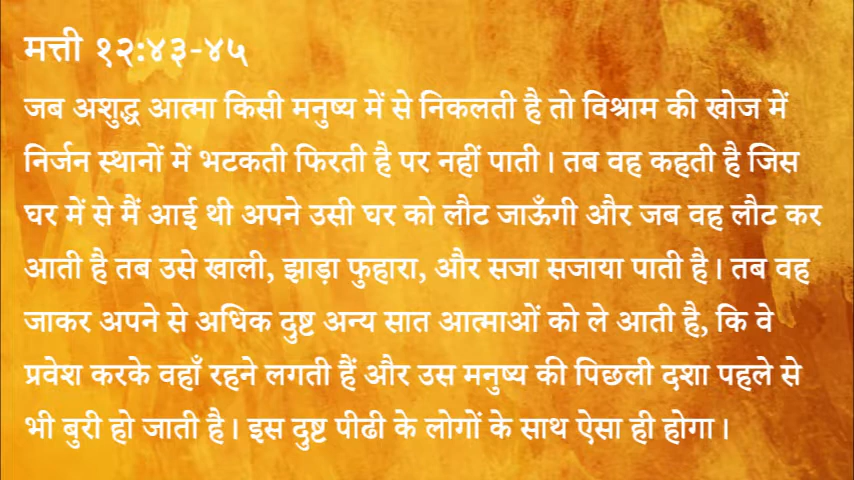 मत्ती १२:४३-४५
जब अशुद्ध आत्मा किसी मनुष्य में से निकलती है तो विश्राम की खोज में
निर्जन स्थानों में भटकती फिरती है पर नहीं पाती। तब वह कहती है जिस
घर में से मैं आई थी अपने उसी घर को लौट जाऊँगी और जब वह लौट कर
आती है तब उसे खाली, झाड़ा फुहारा, और सजा सजाया पाती है। तब वह
जाकर अपने से अधिक दुष्ट अन्य सात आत्माओं को ले आती है, कि वे
प्रवेश करके वहाँ रहने लगती हैं और उस मनुष्य की पिछली दशा पहले से
भी बुरी हो जाती है। इस दुष्ट पीढी के लोगों के साथ ऐसा ही होगा।